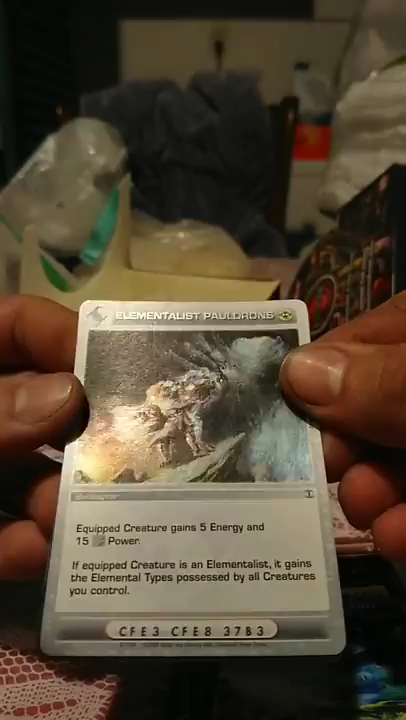 ELEMENTALIST PAULDRONS
Battlegear
Equipped Creature gains 5 Energy and
15 Power.
If equipped Creature is an Elementalist, it gains
the Elemental Types possessed by all Creatures
you control.
CFE3 CFE8 37B3